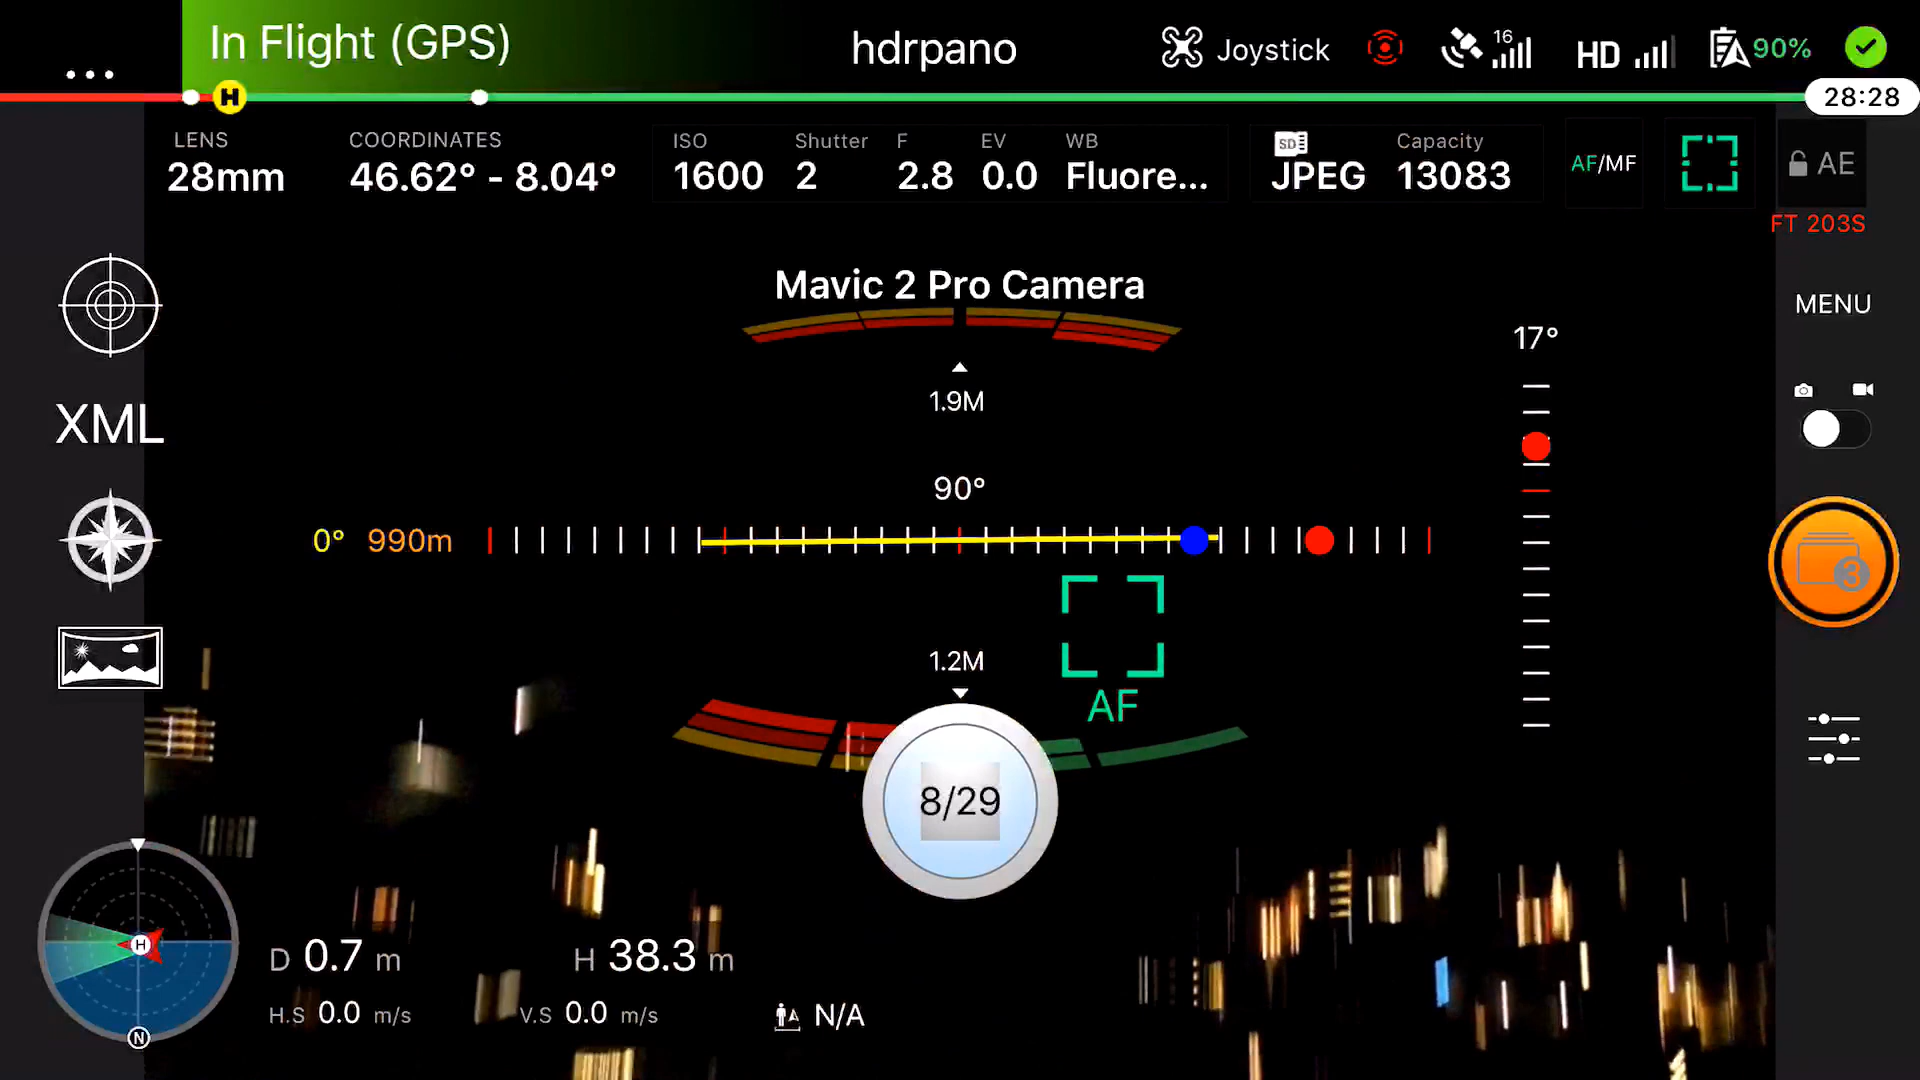 In Flight (GPS)
hdrpano
Joystick
16
HD
90%
H
28:28
LENS
28mm
COORDINATES
46.62° - 8.04°
ISO
1600
Shutter
2
F
2.8
EV
0.0
WB
Fluore...
SD
JPEG
Capacity
13083
AF/MF
AE
FT 203S
Mavic 2 Pro Camera
MENU
17°
1.9M
XML
90°
0° 990m
3
1.2M
AF
8/29
H
N
D 0.7 m
H 38.3 m
H.S 0.0 m/s
V.S 0.0 m/s
N/A